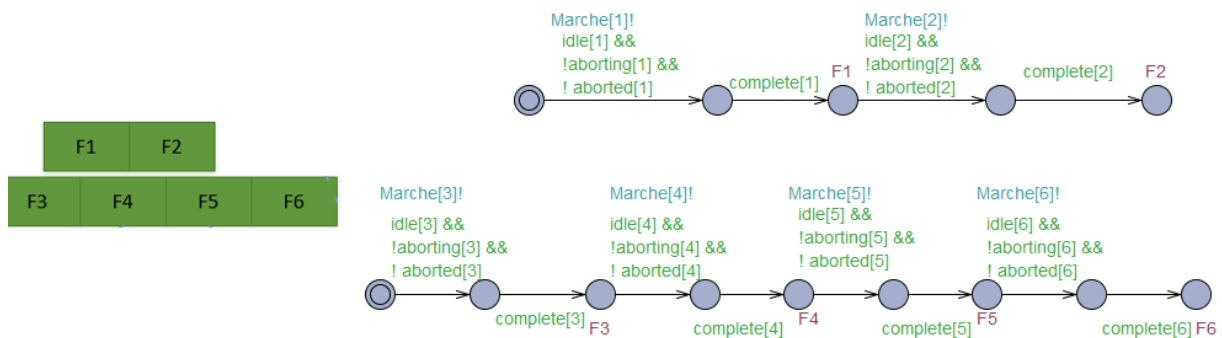 F1 F2
F3 F4 F5 F6
Marche[1]!
idle[1] &&
!aborting[1] &&
! aborted[1]
complete[1]
F1
Marche[2]!
idle[2] &&
!aborting[2] &&
! aborted[2]
complete[2]
F2
Marche[3]!
idle[3] &&
!aborting[3] &&
! aborted[3]
complete[3]
F3
Marche[4]!
idle[4] &&
!aborting[4] &&
! aborted[4]
complete[4]
F4
Marche[5]!
idle[5] &&
!aborting[5] &&
! aborted[5]
complete[5]
F5
Marche[6]!
idle[6] &&
!aborting[6] &&
! aborted[6]
complete[6]
F6